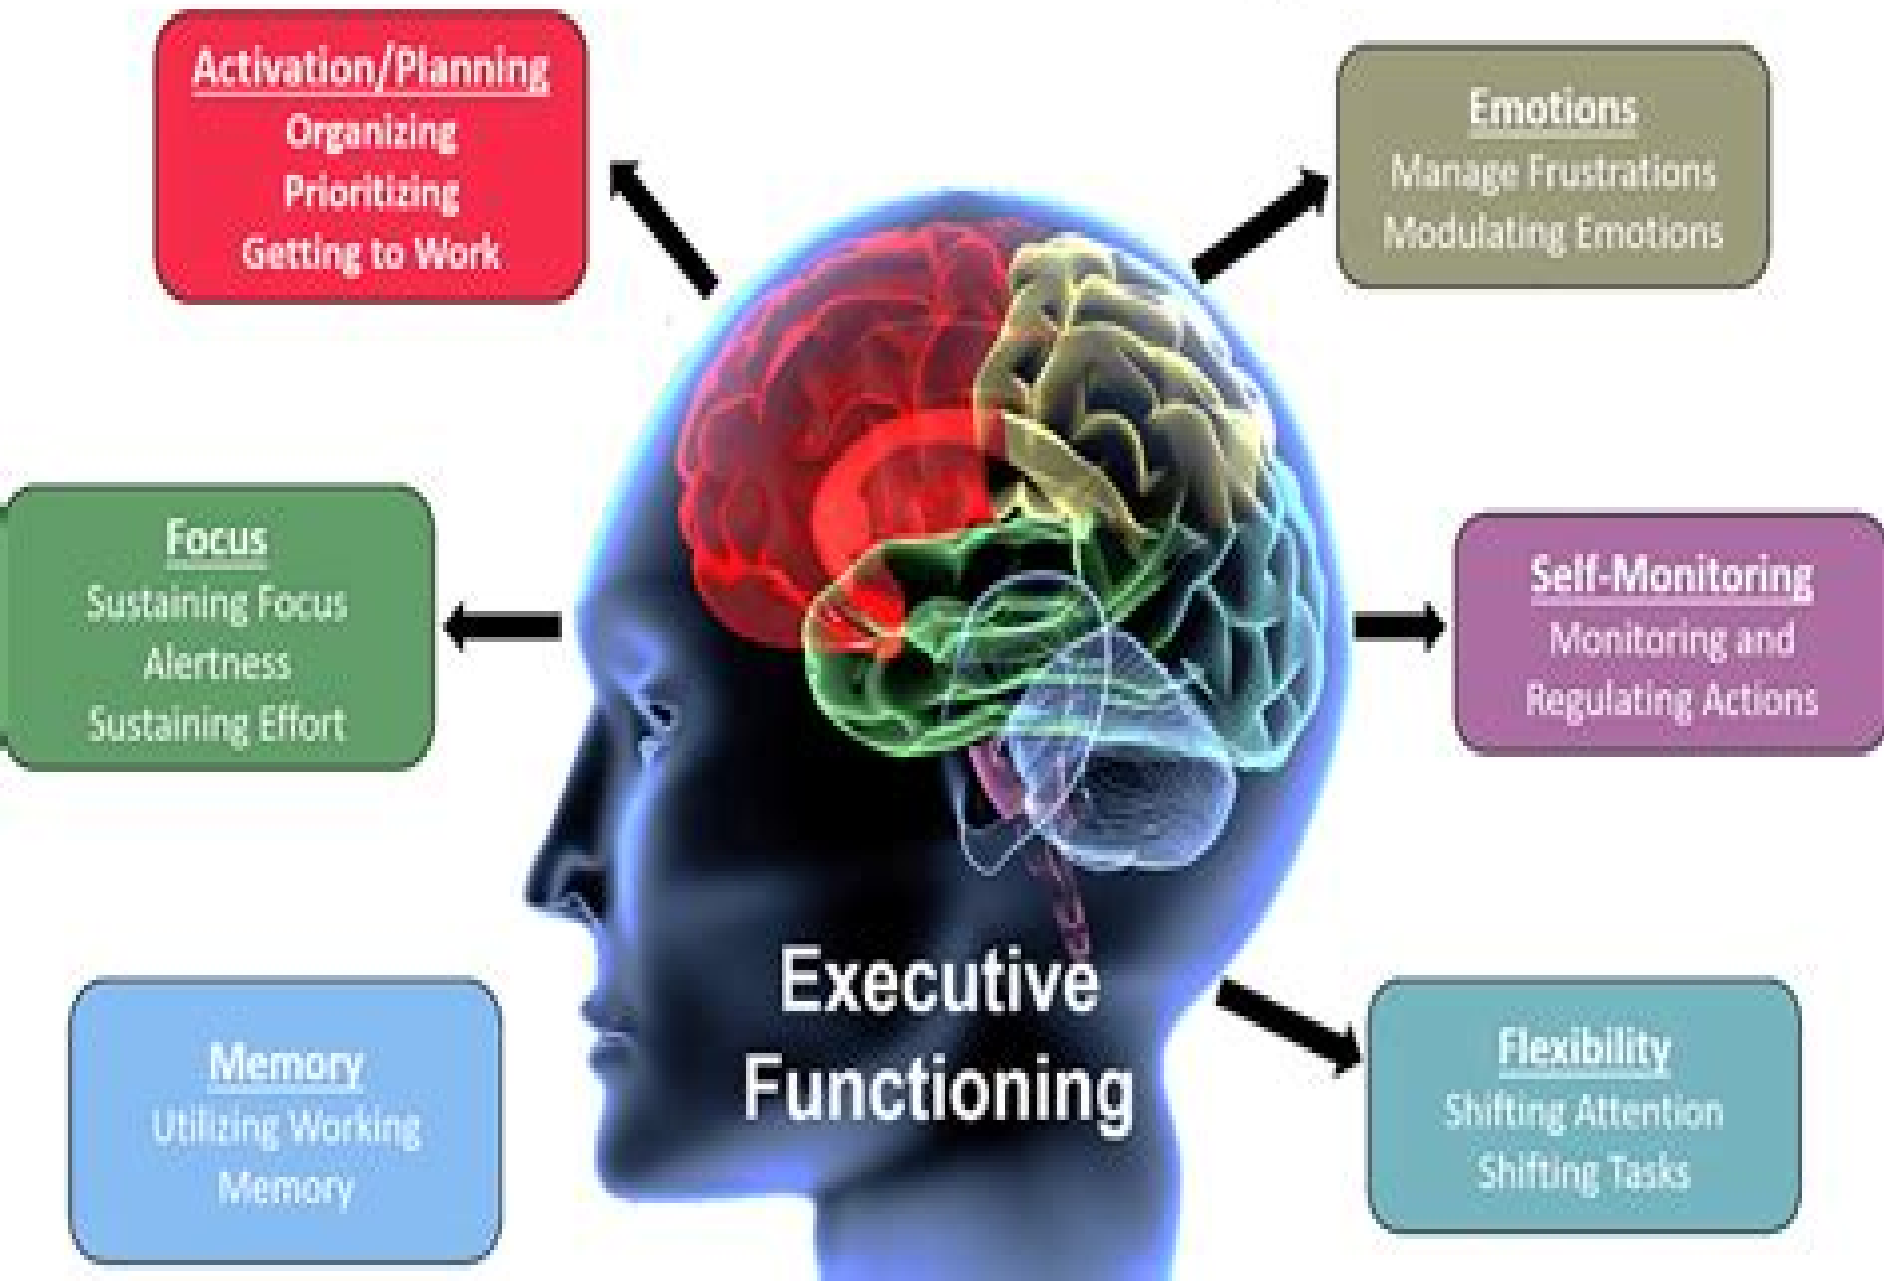 Activation/Planning
Organizing
Prioritizing
Getting to Work
Emotions
Manage Frustrations
Modulating Emotions
Focus
Sustaining Focus
Alertness
Sustaining Effort
Self-Monitoring
Monitoring and
Regulating Actions
Memory
Utilizing Working
Memory
Executive
Functioning
Flexibility
Shifting Attention
Shifting Tasks